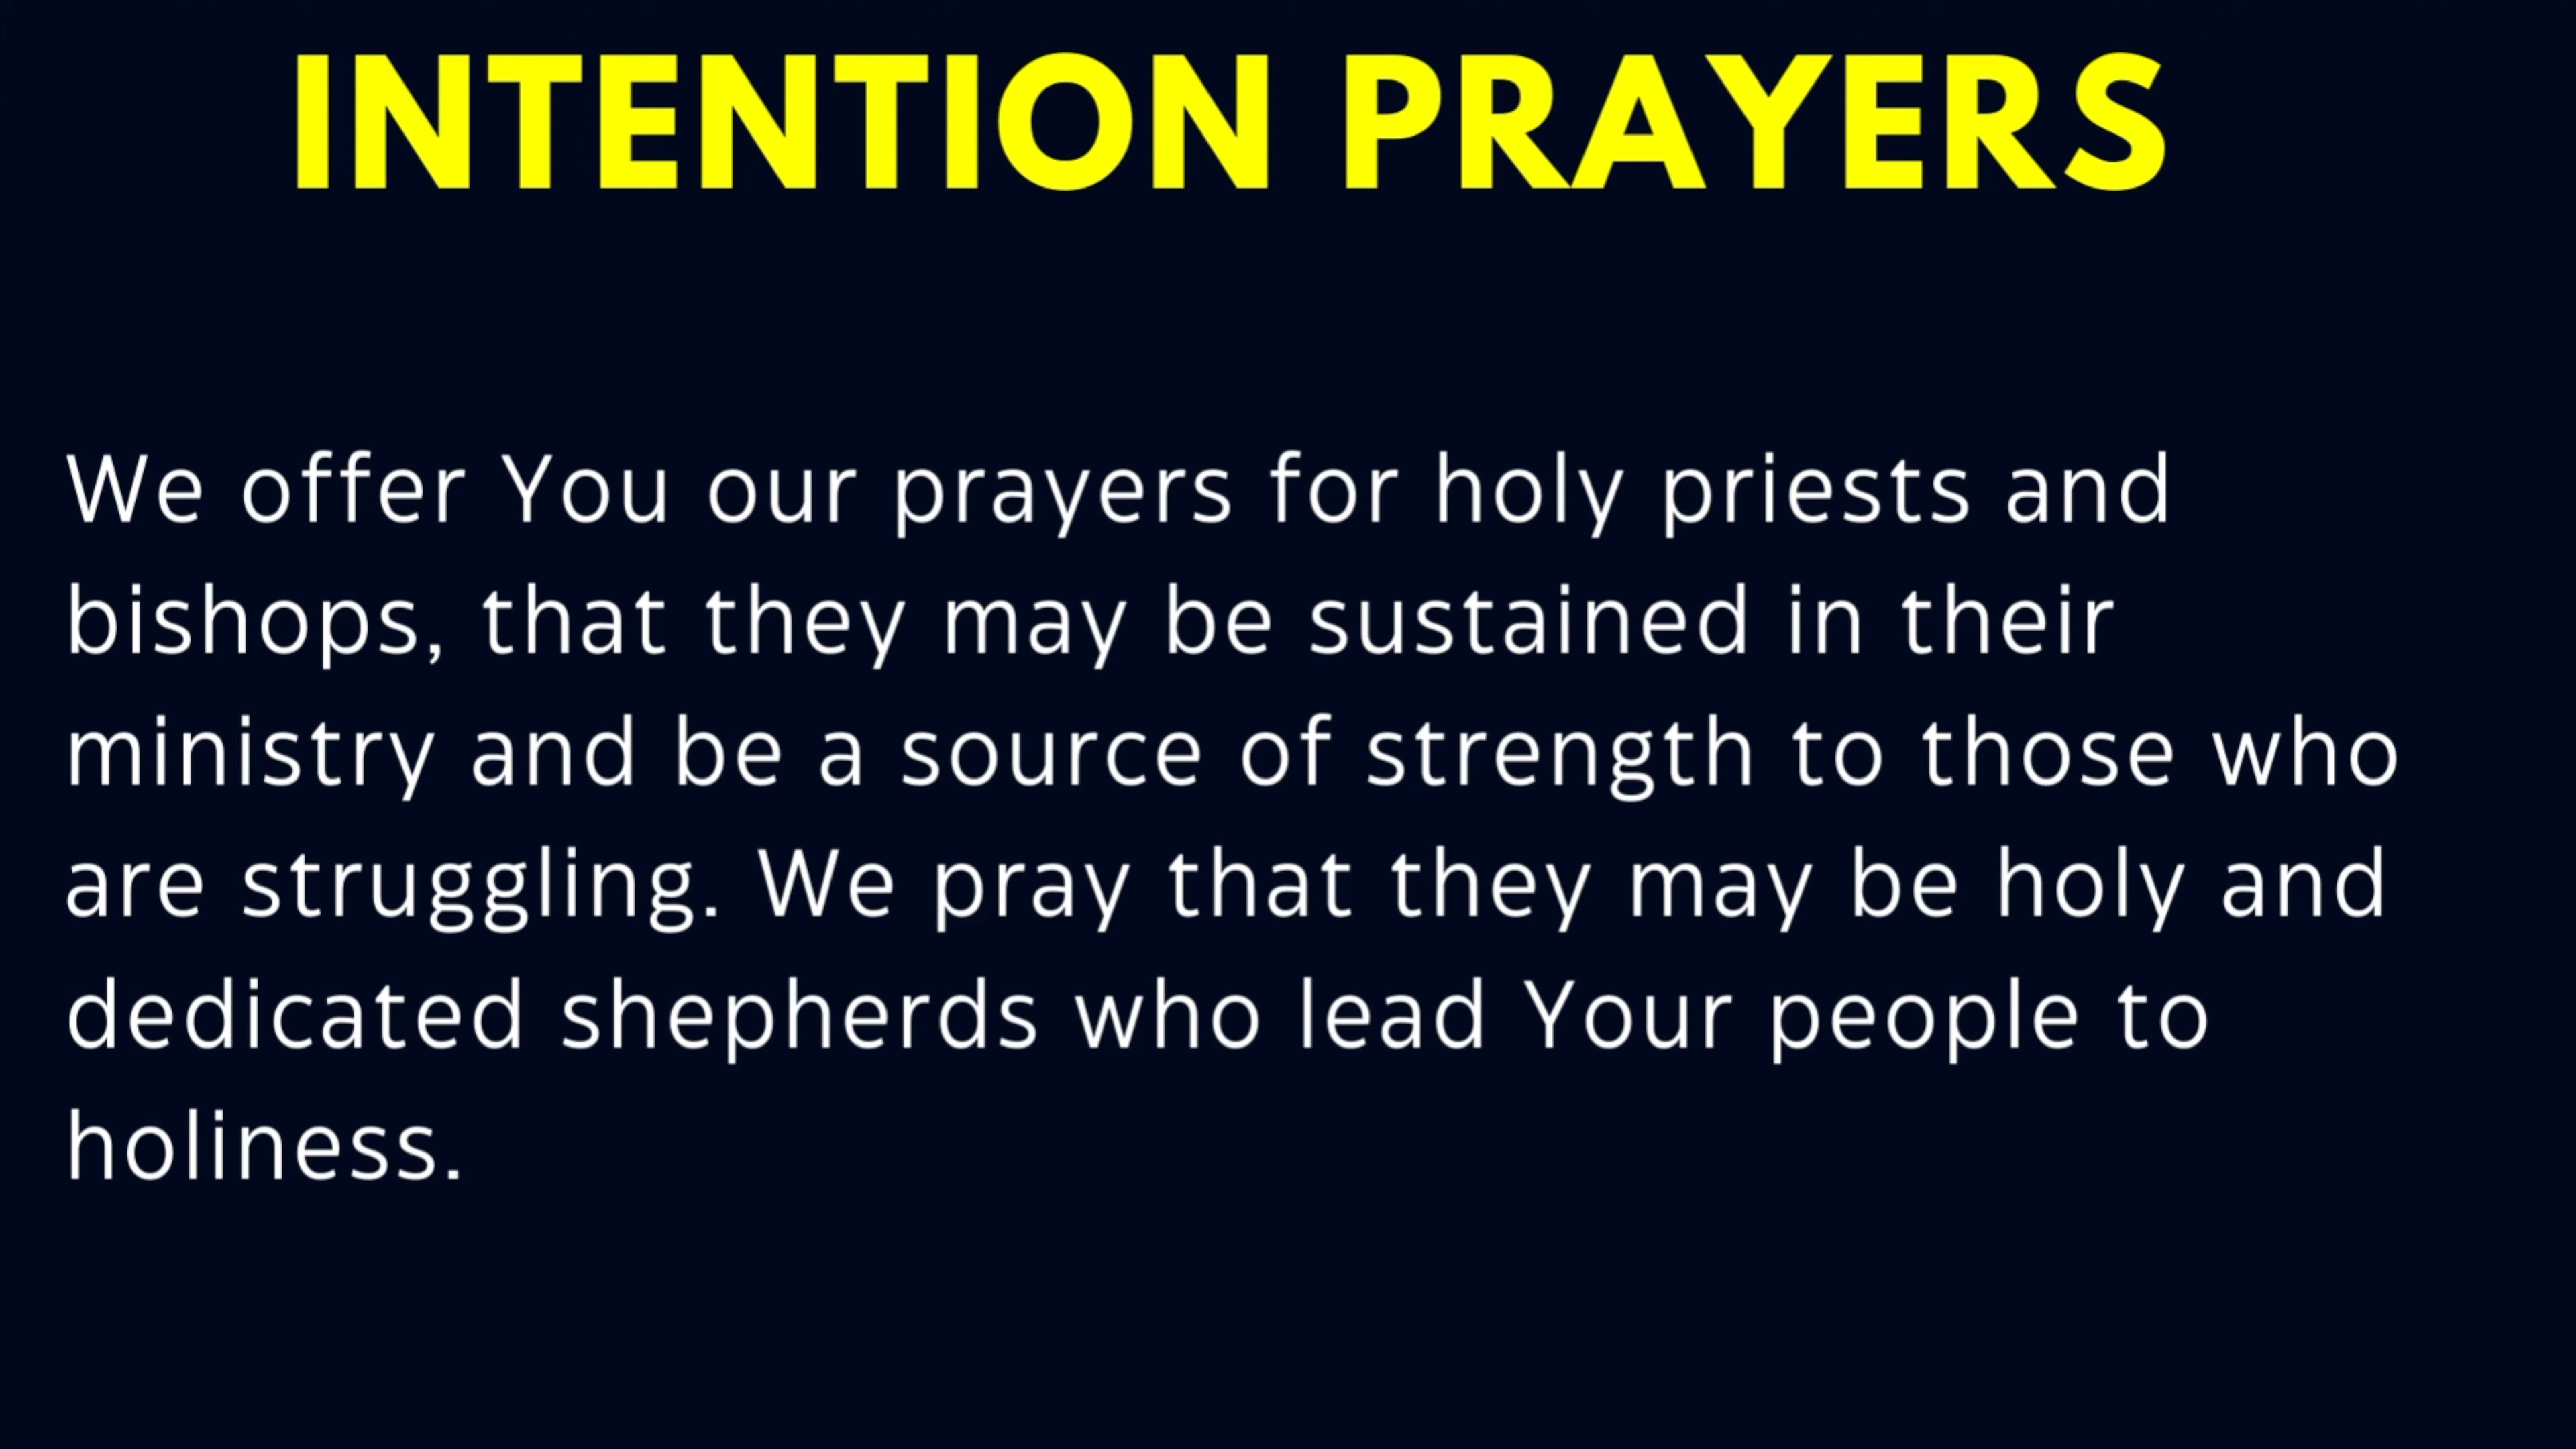 INTENTION PRAYERS
We offer You our prayers for holy priests and
bishops, that they may be sustained in their
ministry and be a source of strength to those who
are struggling. We pray that they may be holy and
dedicated shepherds who lead Your people to
holiness.